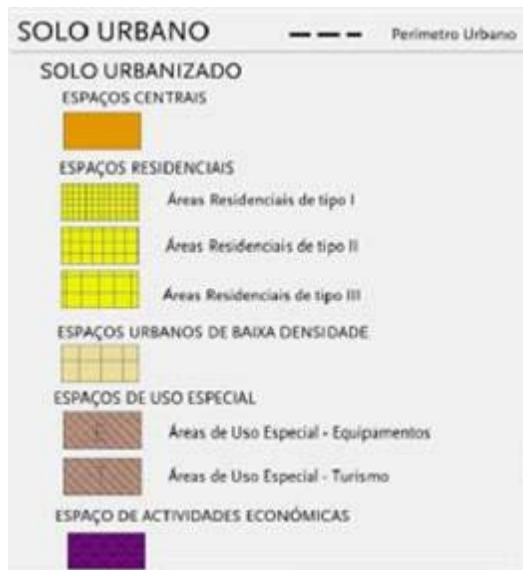 SOLO URBANO Perímetro Urbano
SOLO URBANIZADO
ESPAÇOS CENTRAIS
ESPAÇOS RESIDENCIAIS
Áreas Residenciais de tipo I
Áreas Residenciais de tipo II
Áreas Residenciais de tipo III
ESPAÇOS URBANOS DE BAIXA DENSIDADE
ESPAÇOS DE USO ESPECIAL
E Áreas de Uso Especial - Equipamentos
T Áreas de Uso Especial - Turismo
ESPAÇO DE ACTIVIDADES ECONÓMICAS